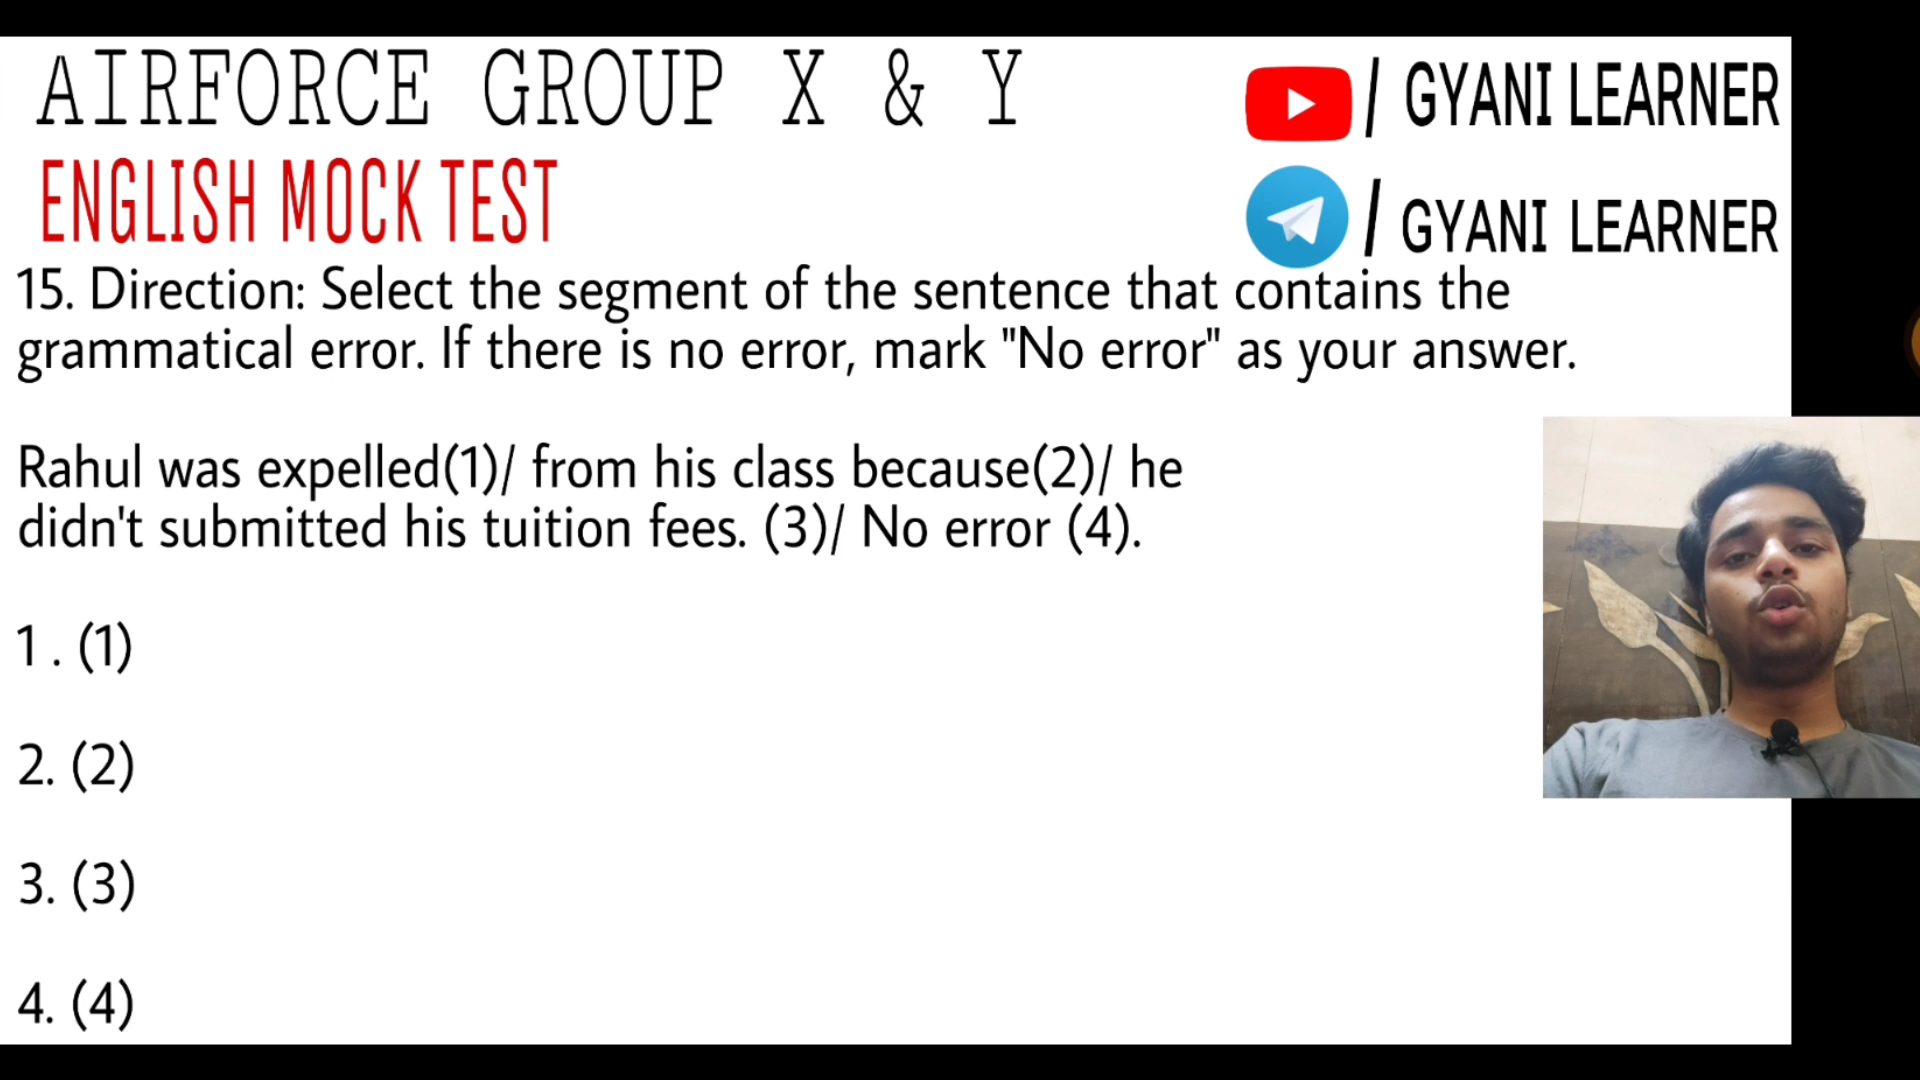 AIRFORCE GROUP X & Y
/ GYANI LEARNER
ENGLISH MOCK TEST
/ GYANI LEARNER
15. Direction: Select the segment of the sentence that contains the
grammatical error. If there is no error, mark "No error" as your answer.
Rahul was expelled(1)/ from his class because(2)/ he
didn't submitted his tuition fees. (3)/ No error (4).
1. (1)
2. (2)
3. (3)
4. (4)